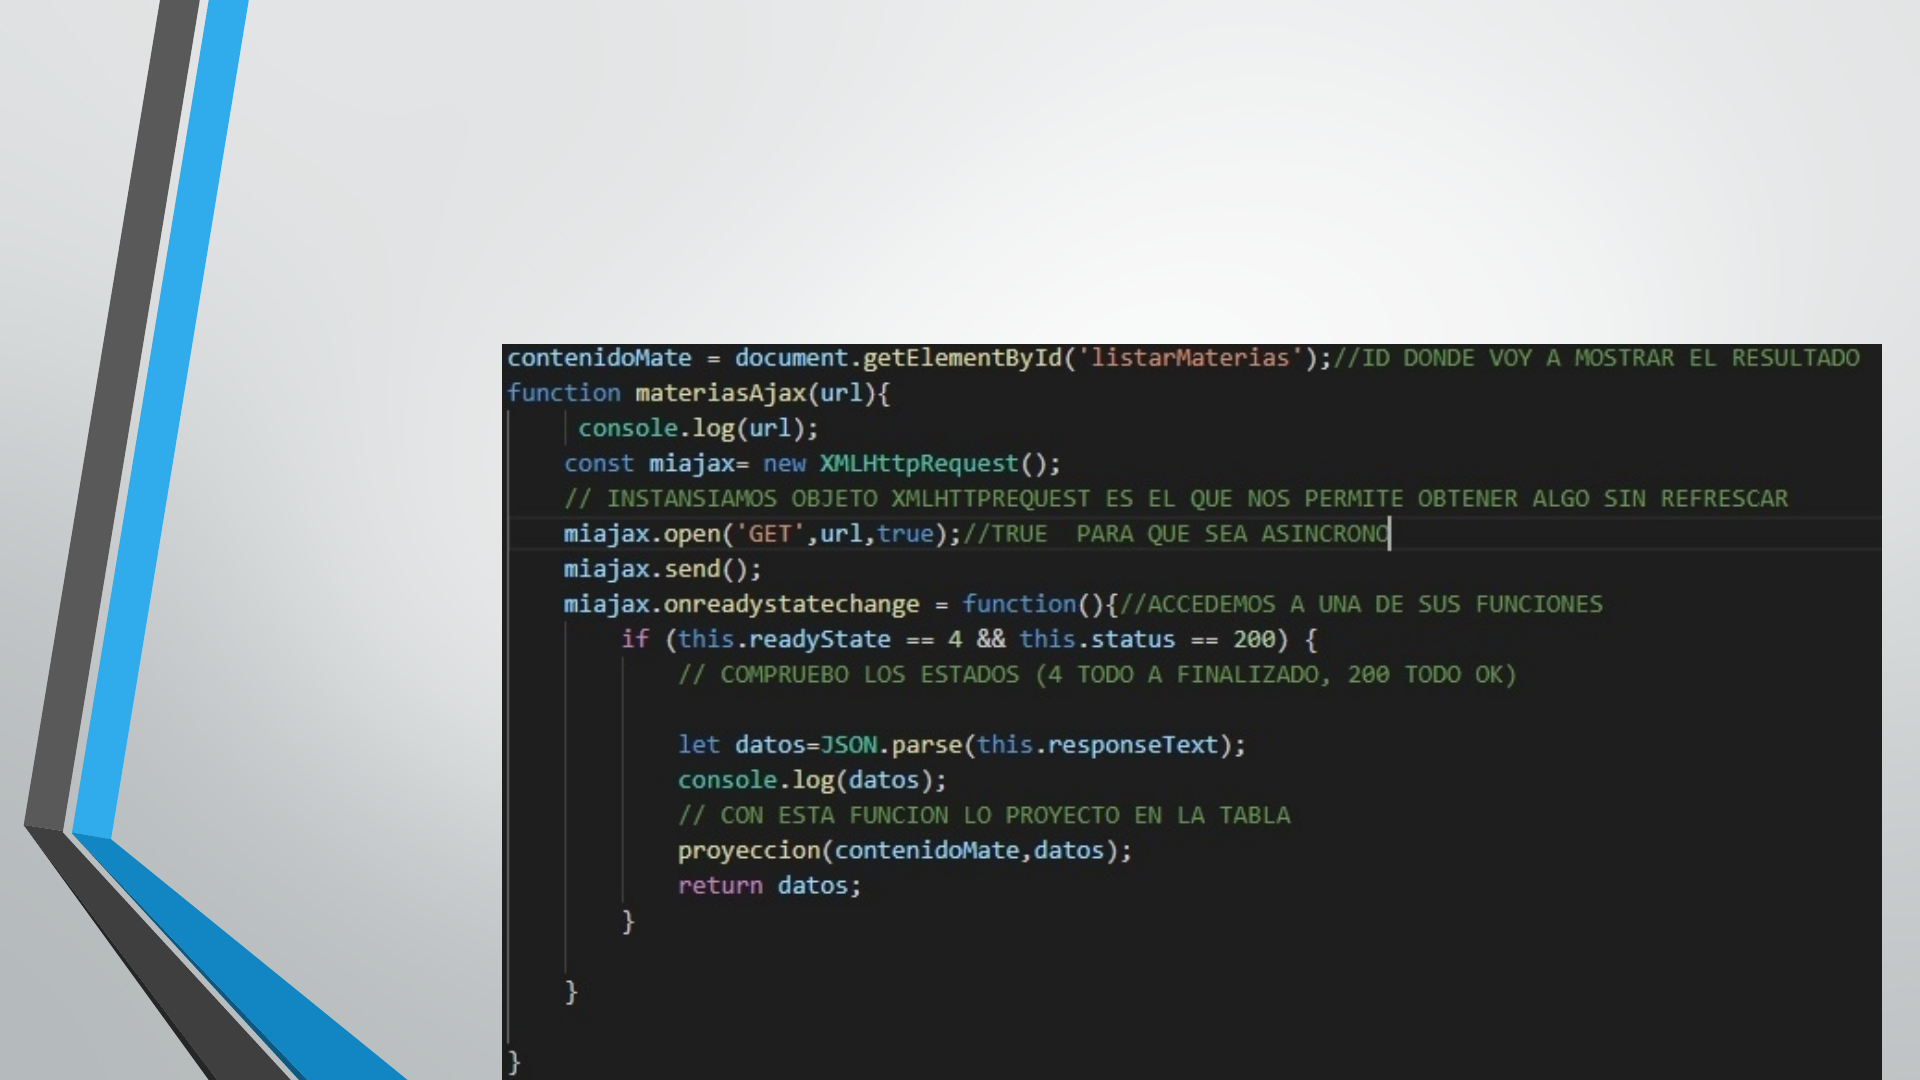 contenidoMate = document.getElementById('listarMaterias');//ID DONDE VOY A MOSTRAR EL RESULTADO
function materiasAjax(url){
console.log(url);
const miajax= new XMLHttpRequest();
// INSTANSIAMOS OBJETO XMLHTTPREQUEST ES EL QUE NOS PERMITE OBTENER ALGO SIN REFRESCAR
miajax.open('GET',url,true);//TRUE  PARA QUE SEA ASINCRONO
miajax.send();
miajax.onreadystatechange = function(){//ACCEDEMOS A UNA DE SUS FUNCIONES
if (this.readyState == 4 && this.status == 200) {
// COMPRUEBO LOS ESTADOS (4 TODO A FINALIZADO, 200 TODO OK)
let datos=JSON.parse(this.responseText);
console.log(datos);
// CON ESTA FUNCION LO PROYECTO EN LA TABLA
proyeccion(contenidoMate,datos);
return datos;
}
}
}